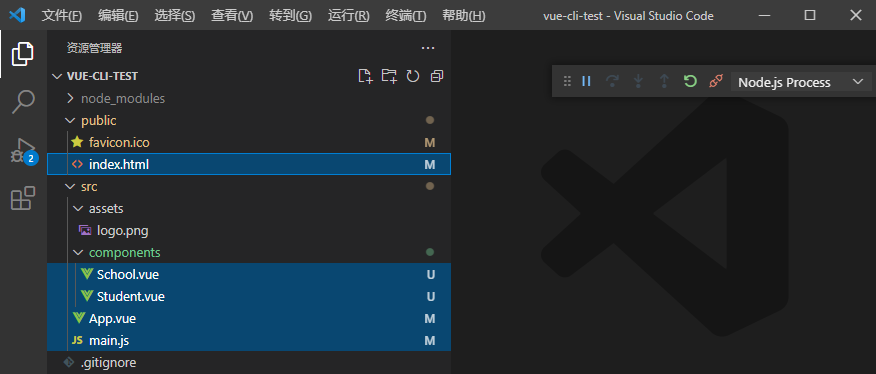 文件(F) 编辑(E) 选择(S) 查看(V) 转到(G) 运行(R) 终端(T) 帮助(H) vue-cli-test - Visual Studio Code
资源管理器 ···
Node.js Process
VUE-CLI-TEST
node_modules
public
favicon.ico M
index.html M
2
src
assets
logo.png
components
School.vue U
Student.vue U
App.vue M
JS main.js M
.gitignore